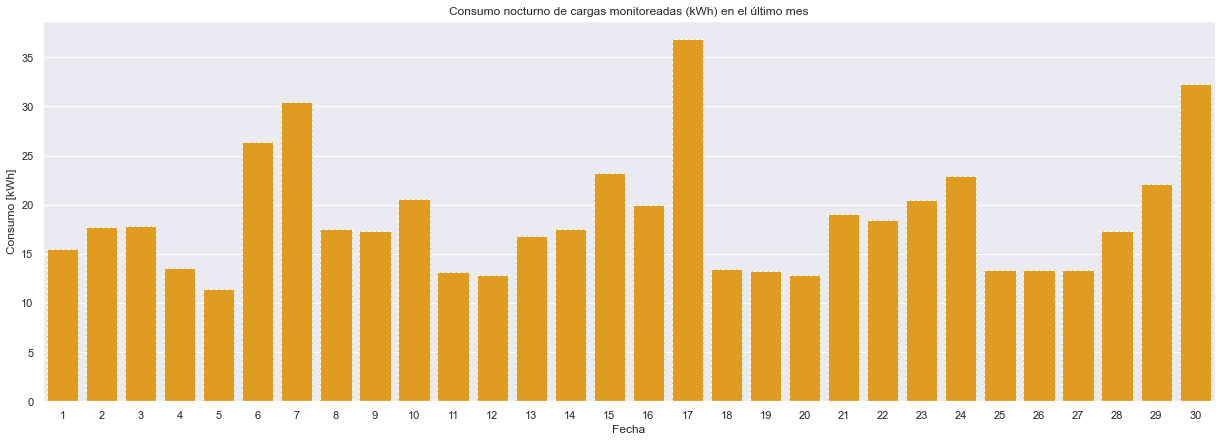 Consumo nocturno de cargas monitoreadas (kWh) en el último mes
Consumo [kWh]
35
30
25
20
15
10
5
0
1 2 3 4 5 6 7 8 9 10 11 12 13 14 15 16 17 18 19 20 21 22 23 24 25 26 27 28 29 30
Fecha